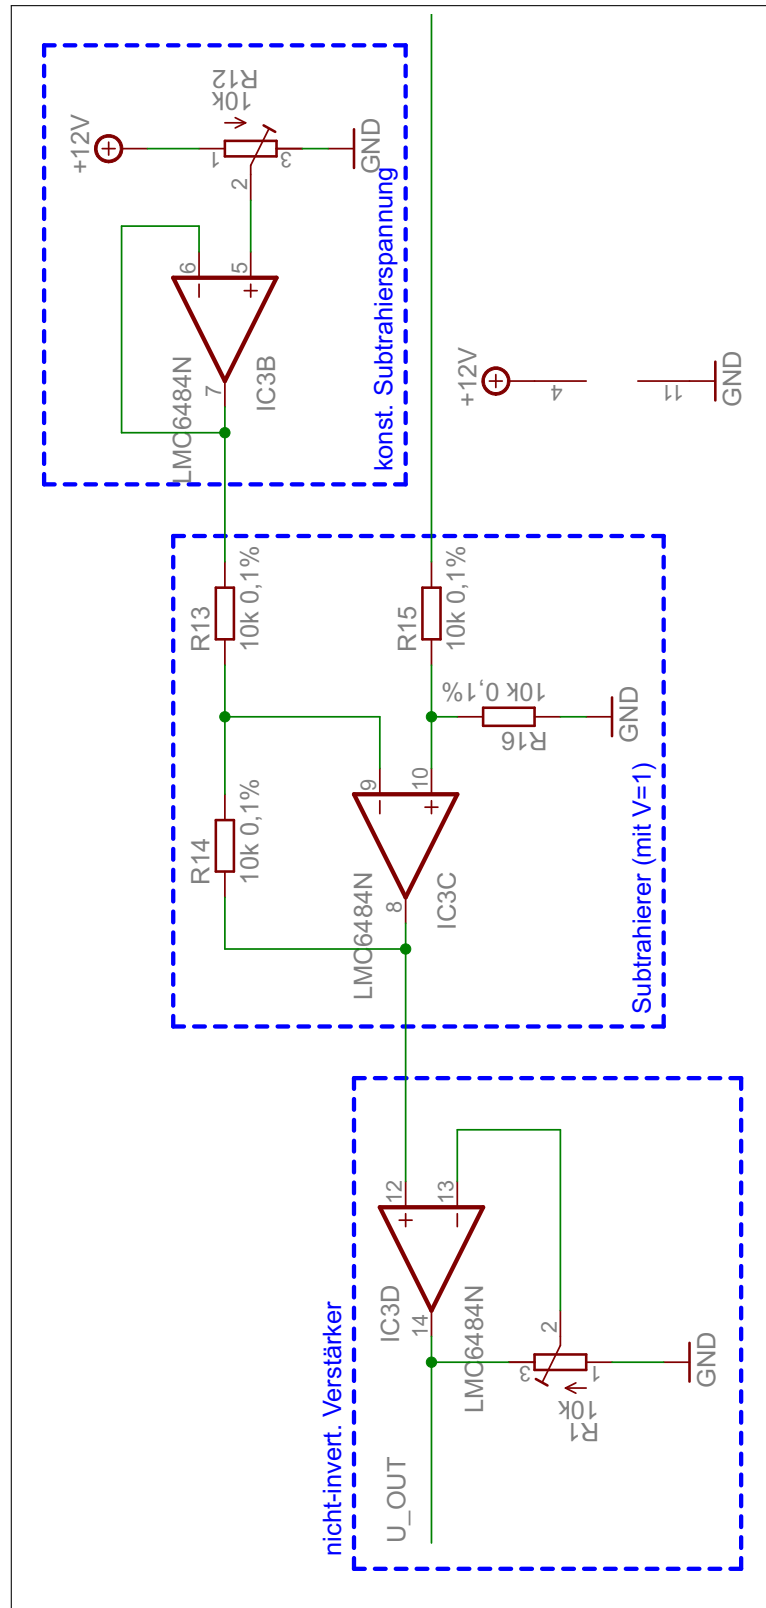 +12V
R12
10k
1
3
2
GND
6
5
7
IC3B
LMC6484N
konst. Subtrahierspannung
+12V
4
11
GND
R13
10k 0,1%
R15
10k 0,1%
R16
10k 0,1%
GND
R14
10k 0,1%
9
10
8
IC3C
LMC6484N
Subtrahierer (mit V=1)
12
13
14
IC3D
LMC6484N
2
3
1
R1
10k
GND
nicht-invert. Verstärker
U_OUT